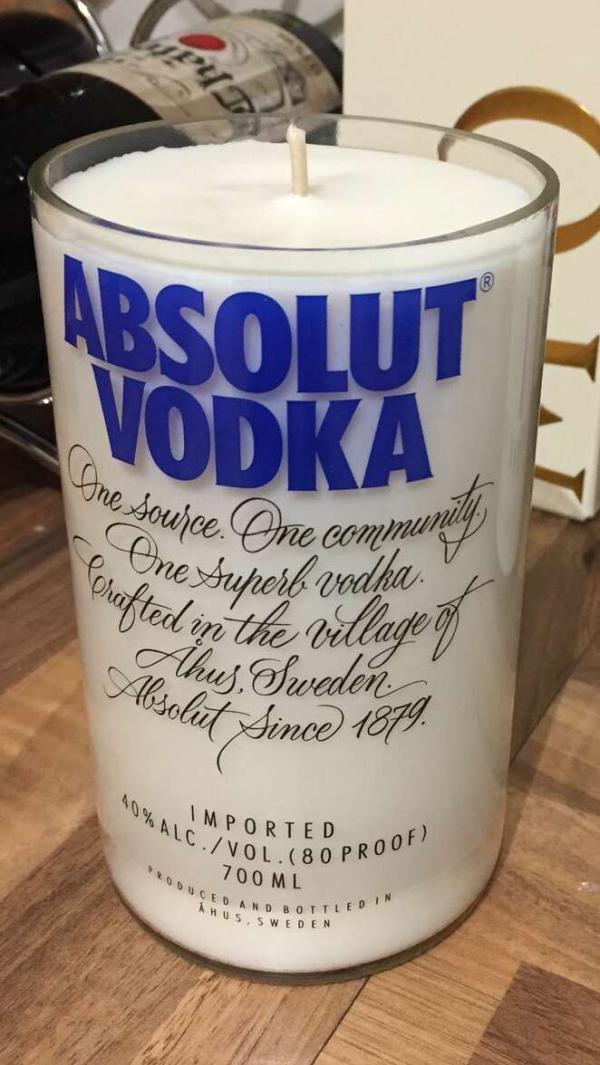 ABSOLUT®
VODKA
One source. One community.
One superb vodka.
Crafted in the village of
Åhus, Sweden.
Absolut Since 1879.
IMPORTED
40% ALC./VOL. (80 PROOF)
700 ML
PRODUCED AND BOTTLED IN
ÅHUS, SWEDEN